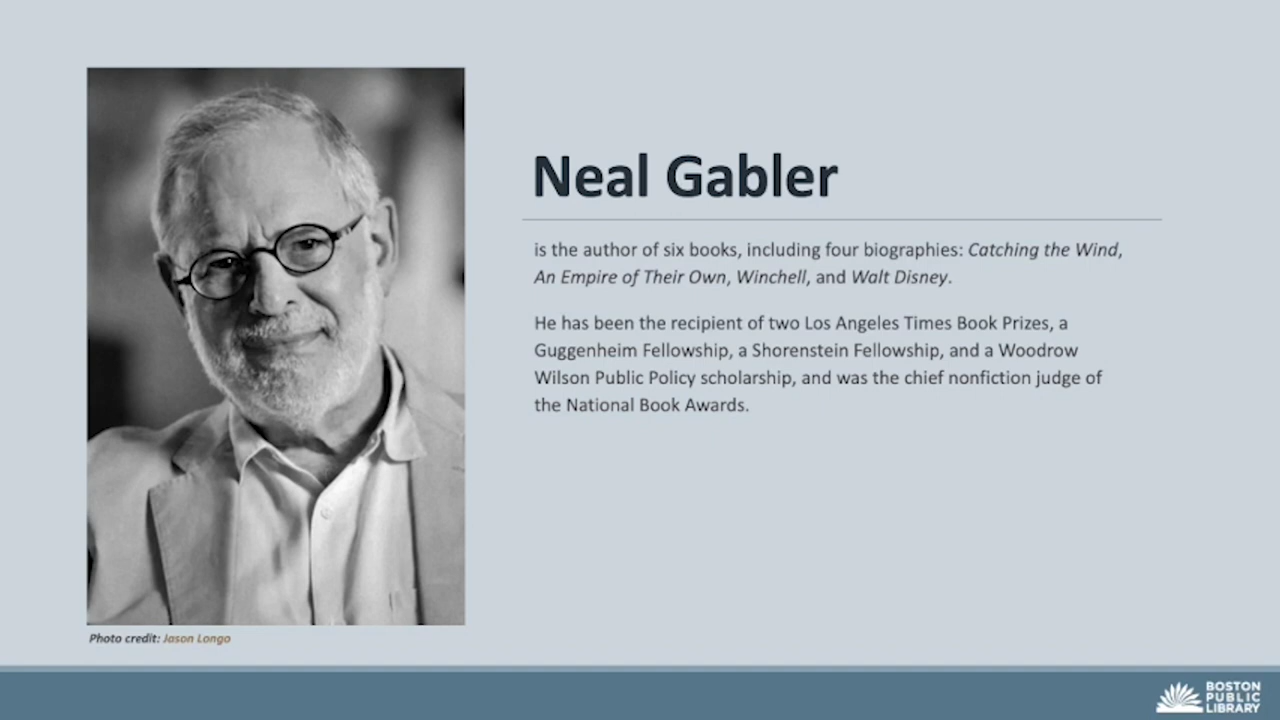 Neal Gabler
is the author of six books, including four biographies: Catching the Wind,
An Empire of Their Own, Winchell, and Walt Disney.
He has been the recipient of two Los Angeles Times Book Prizes, a
Guggenheim Fellowship, a Shorenstein Fellowship, and a Woodrow
Wilson Public Policy scholarship, and was the chief nonfiction judge of
the National Book Awards.
Photo credit: Jason Longo
BOSTON
PUBLIC
LIBRARY